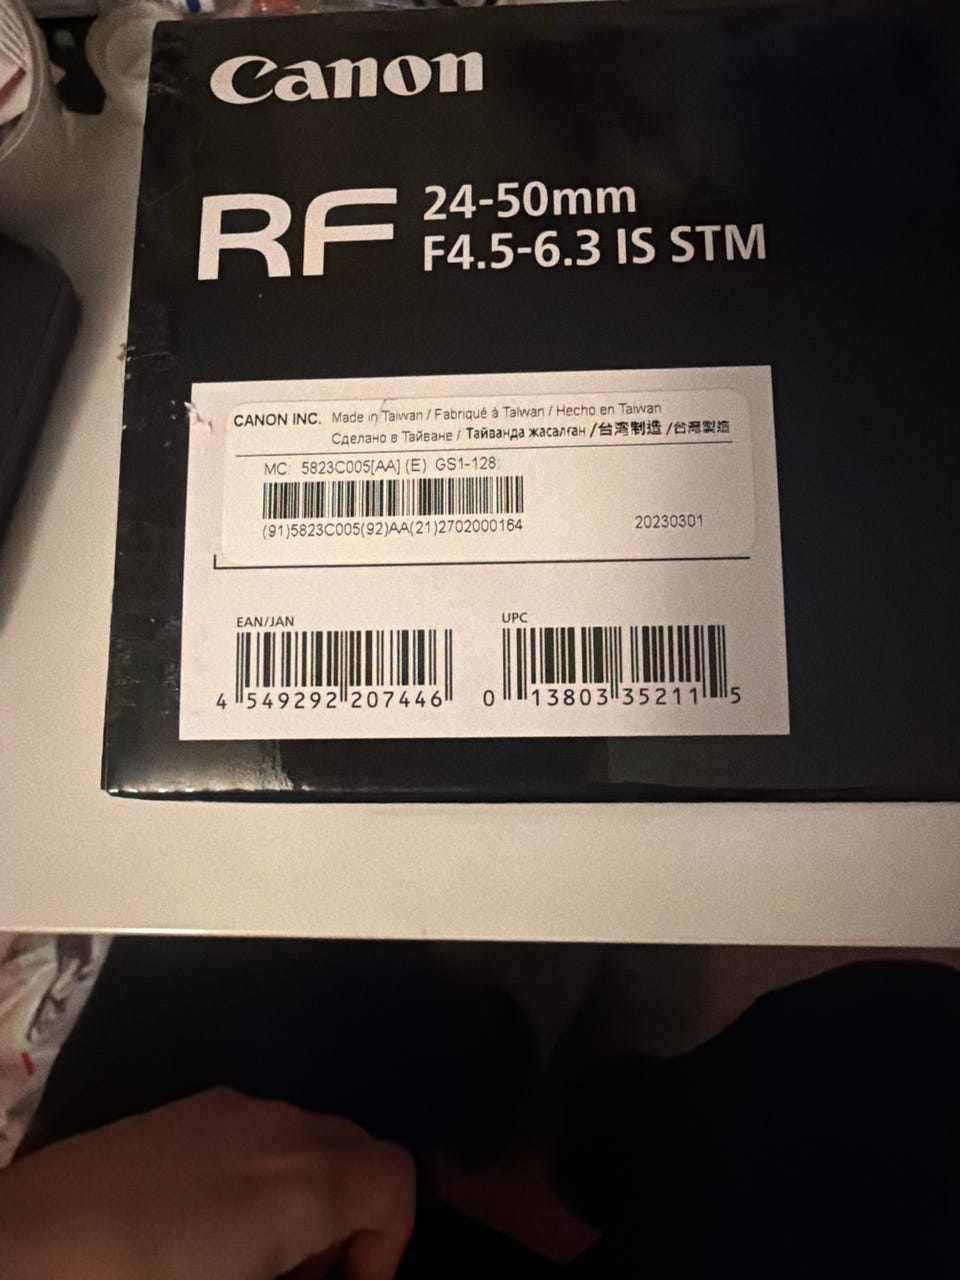 Canon
RF 24-50mm
F4.5-6.3 IS STM
CANON INC. Made in Taiwan / Fabriqué à Taiwan / Hecho en Taiwan
Сделано в Тайване / Тайванда жасалған /台湾制造 /台灣製造
MC: 5823C005[AA] (E) GS1-128
(91)5823C005(92)AA(21)2702000164
20230301
EAN/JAN
4 549292 207446
UPC
0 13803 35211 5